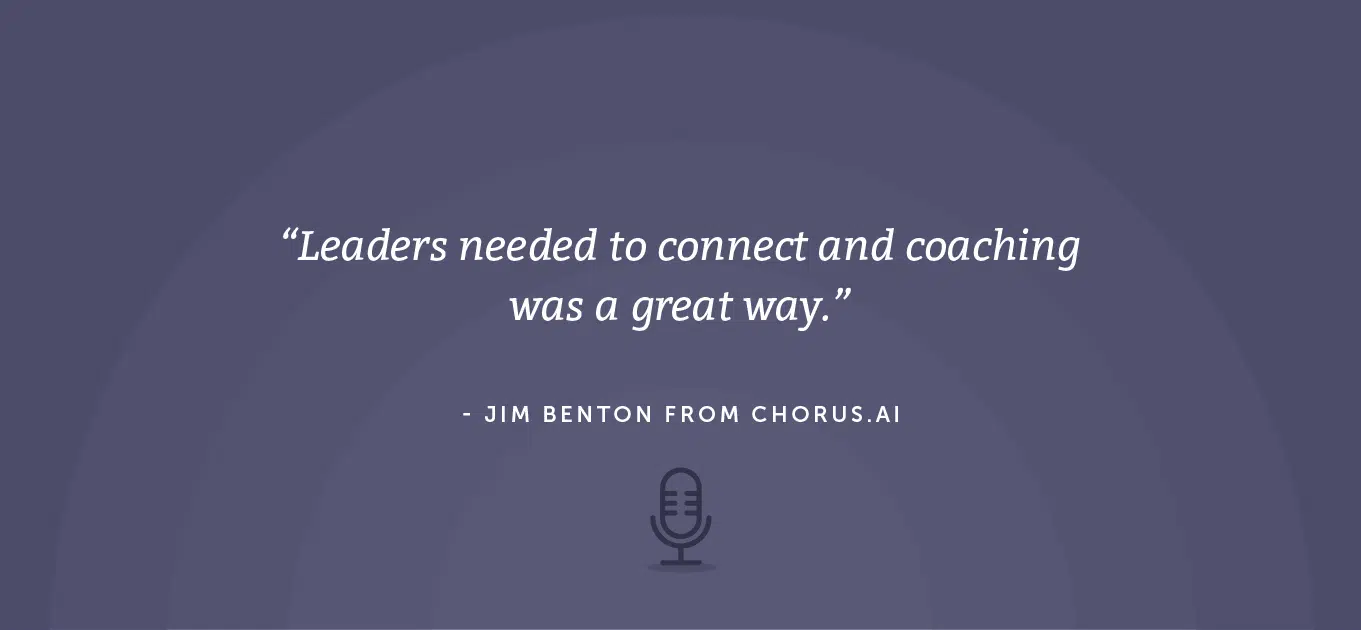 “Leaders needed to connect and coaching
was a great way.”
- JIM BENTON FROM CHORUS.AI